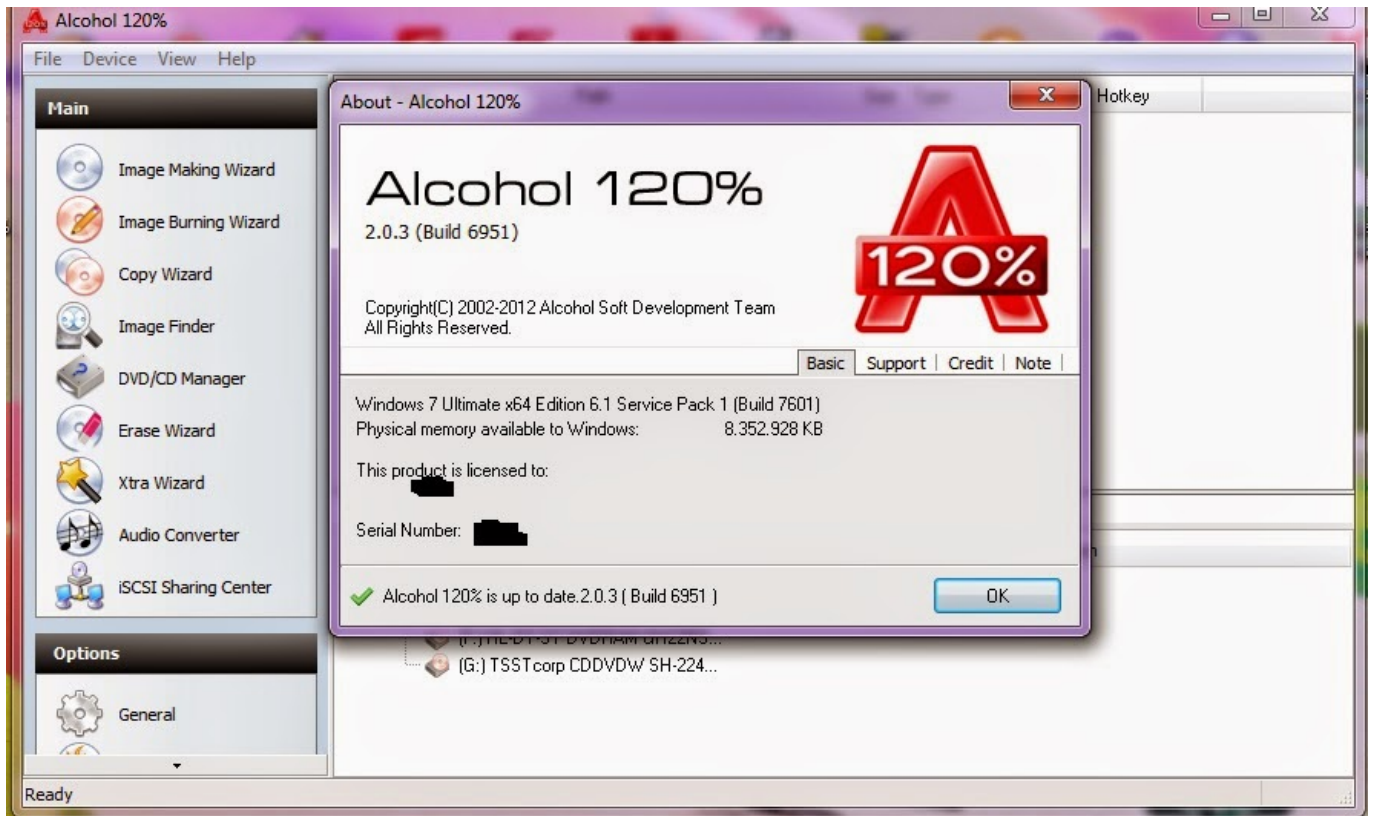 Alcohol 120%
File Device View Help
Main
Image Making Wizard
Image Burning Wizard
Copy Wizard
Image Finder
DVD/CD Manager
Erase Wizard
Xtra Wizard
Audio Converter
iSCSI Sharing Center
Options
General
Ready
Hotkey
About - Alcohol 120%
Alcohol 120%
2.0.3 (Build 6951)
Copyright(C) 2002-2012 Alcohol Soft Development Team
All Rights Reserved.
120%
Basic Support Credit Note
Windows 7 Ultimate x64 Edition 6.1 Service Pack 1 (Build 7601)
Physical memory available to Windows: 8.352.928 KB
This product is licensed to:
Serial Number:
Alcohol 120% is up to date.2.0.3 ( Build 6951 )
OK
(G:) TSSTcorp CDDVDW SH-224...